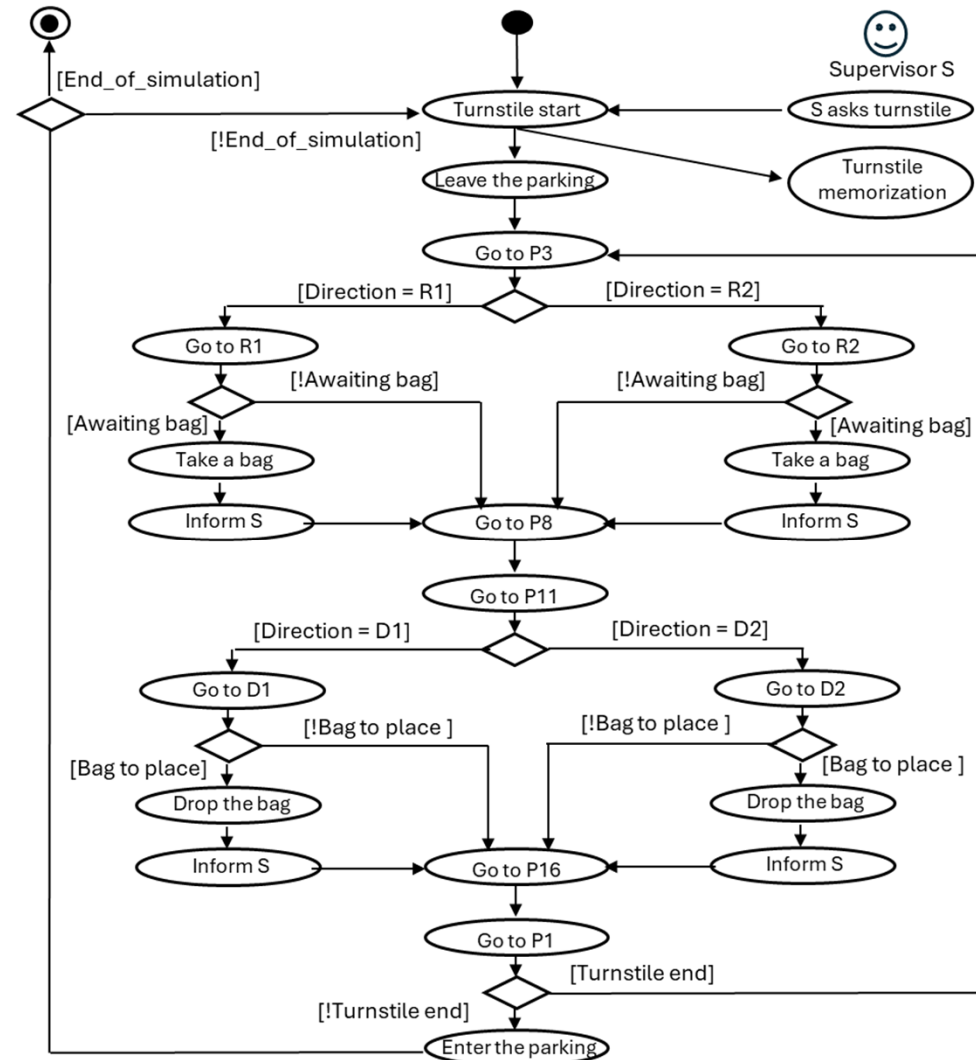 Supervisor S
[End_of_simulation]
Turnstile start
S asks turnstile
[!End_of_simulation]
Turnstile
memorization
Leave the parking
Go to P3
[Direction = R1]
[Direction = R2]
Go to R1
Go to R2
[!Awaiting bag]
[!Awaiting bag]
[Awaiting bag]
[Awaiting bag]
Take a bag
Take a bag
Inform S
Go to P8
Inform S
Go to P11
[Direction = D1]
[Direction = D2]
Go to D1
Go to D2
[!Bag to place ]
[!Bag to place ]
[Bag to place]
[Bag to place ]
Drop the bag
Drop the bag
Inform S
Go to P16
Inform S
Go to P1
[Turnstile end]
[!Turnstile end]
Enter the parking